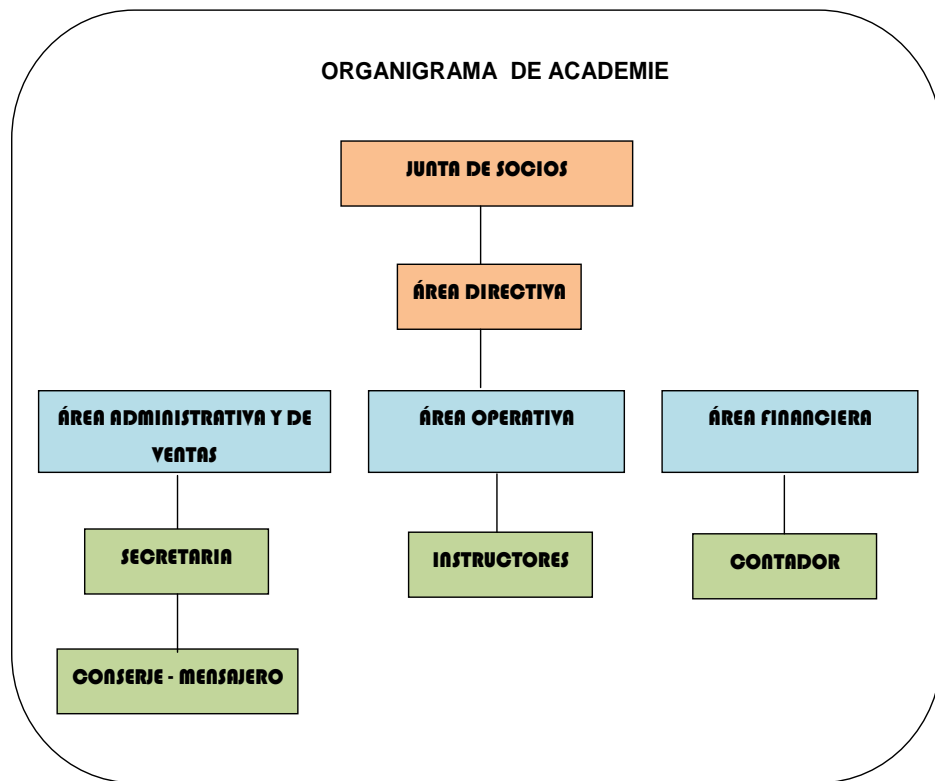 ORGANIGRAMA DE ACADEMIE
JUNTA DE SOCIOS
ÁREA DIRECTIVA
ÁREA ADMINISTRATIVA Y DE
VENTAS
ÁREA OPERATIVA
ÁREA FINANCIERA
SECRETARIA
INSTRUCTORES
CONTADOR
CONSERJE - MENSAJERO